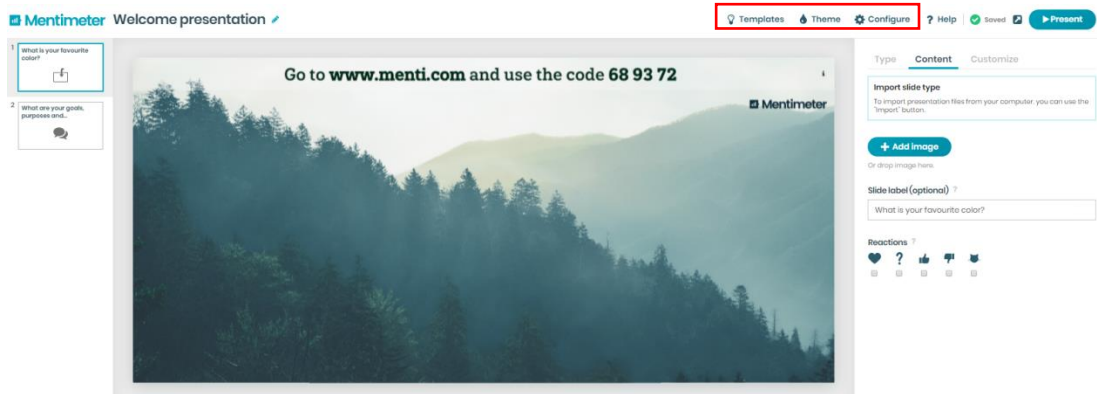 Mentimeter Welcome presentation
Templates Theme Configure ? Help Saved Present
1 What is your favourite color?
2 What are your goals, purposes and...
Go to www.menti.com and use the code 68 93 72
Mentimeter
Type Content Customize
Import slide type
To import presentation files from your computer, you can use the
"Import" button.
+ Add image
Or drop image here.
Slide label (optional) ?
What is your favourite color?
Reactions ?
?